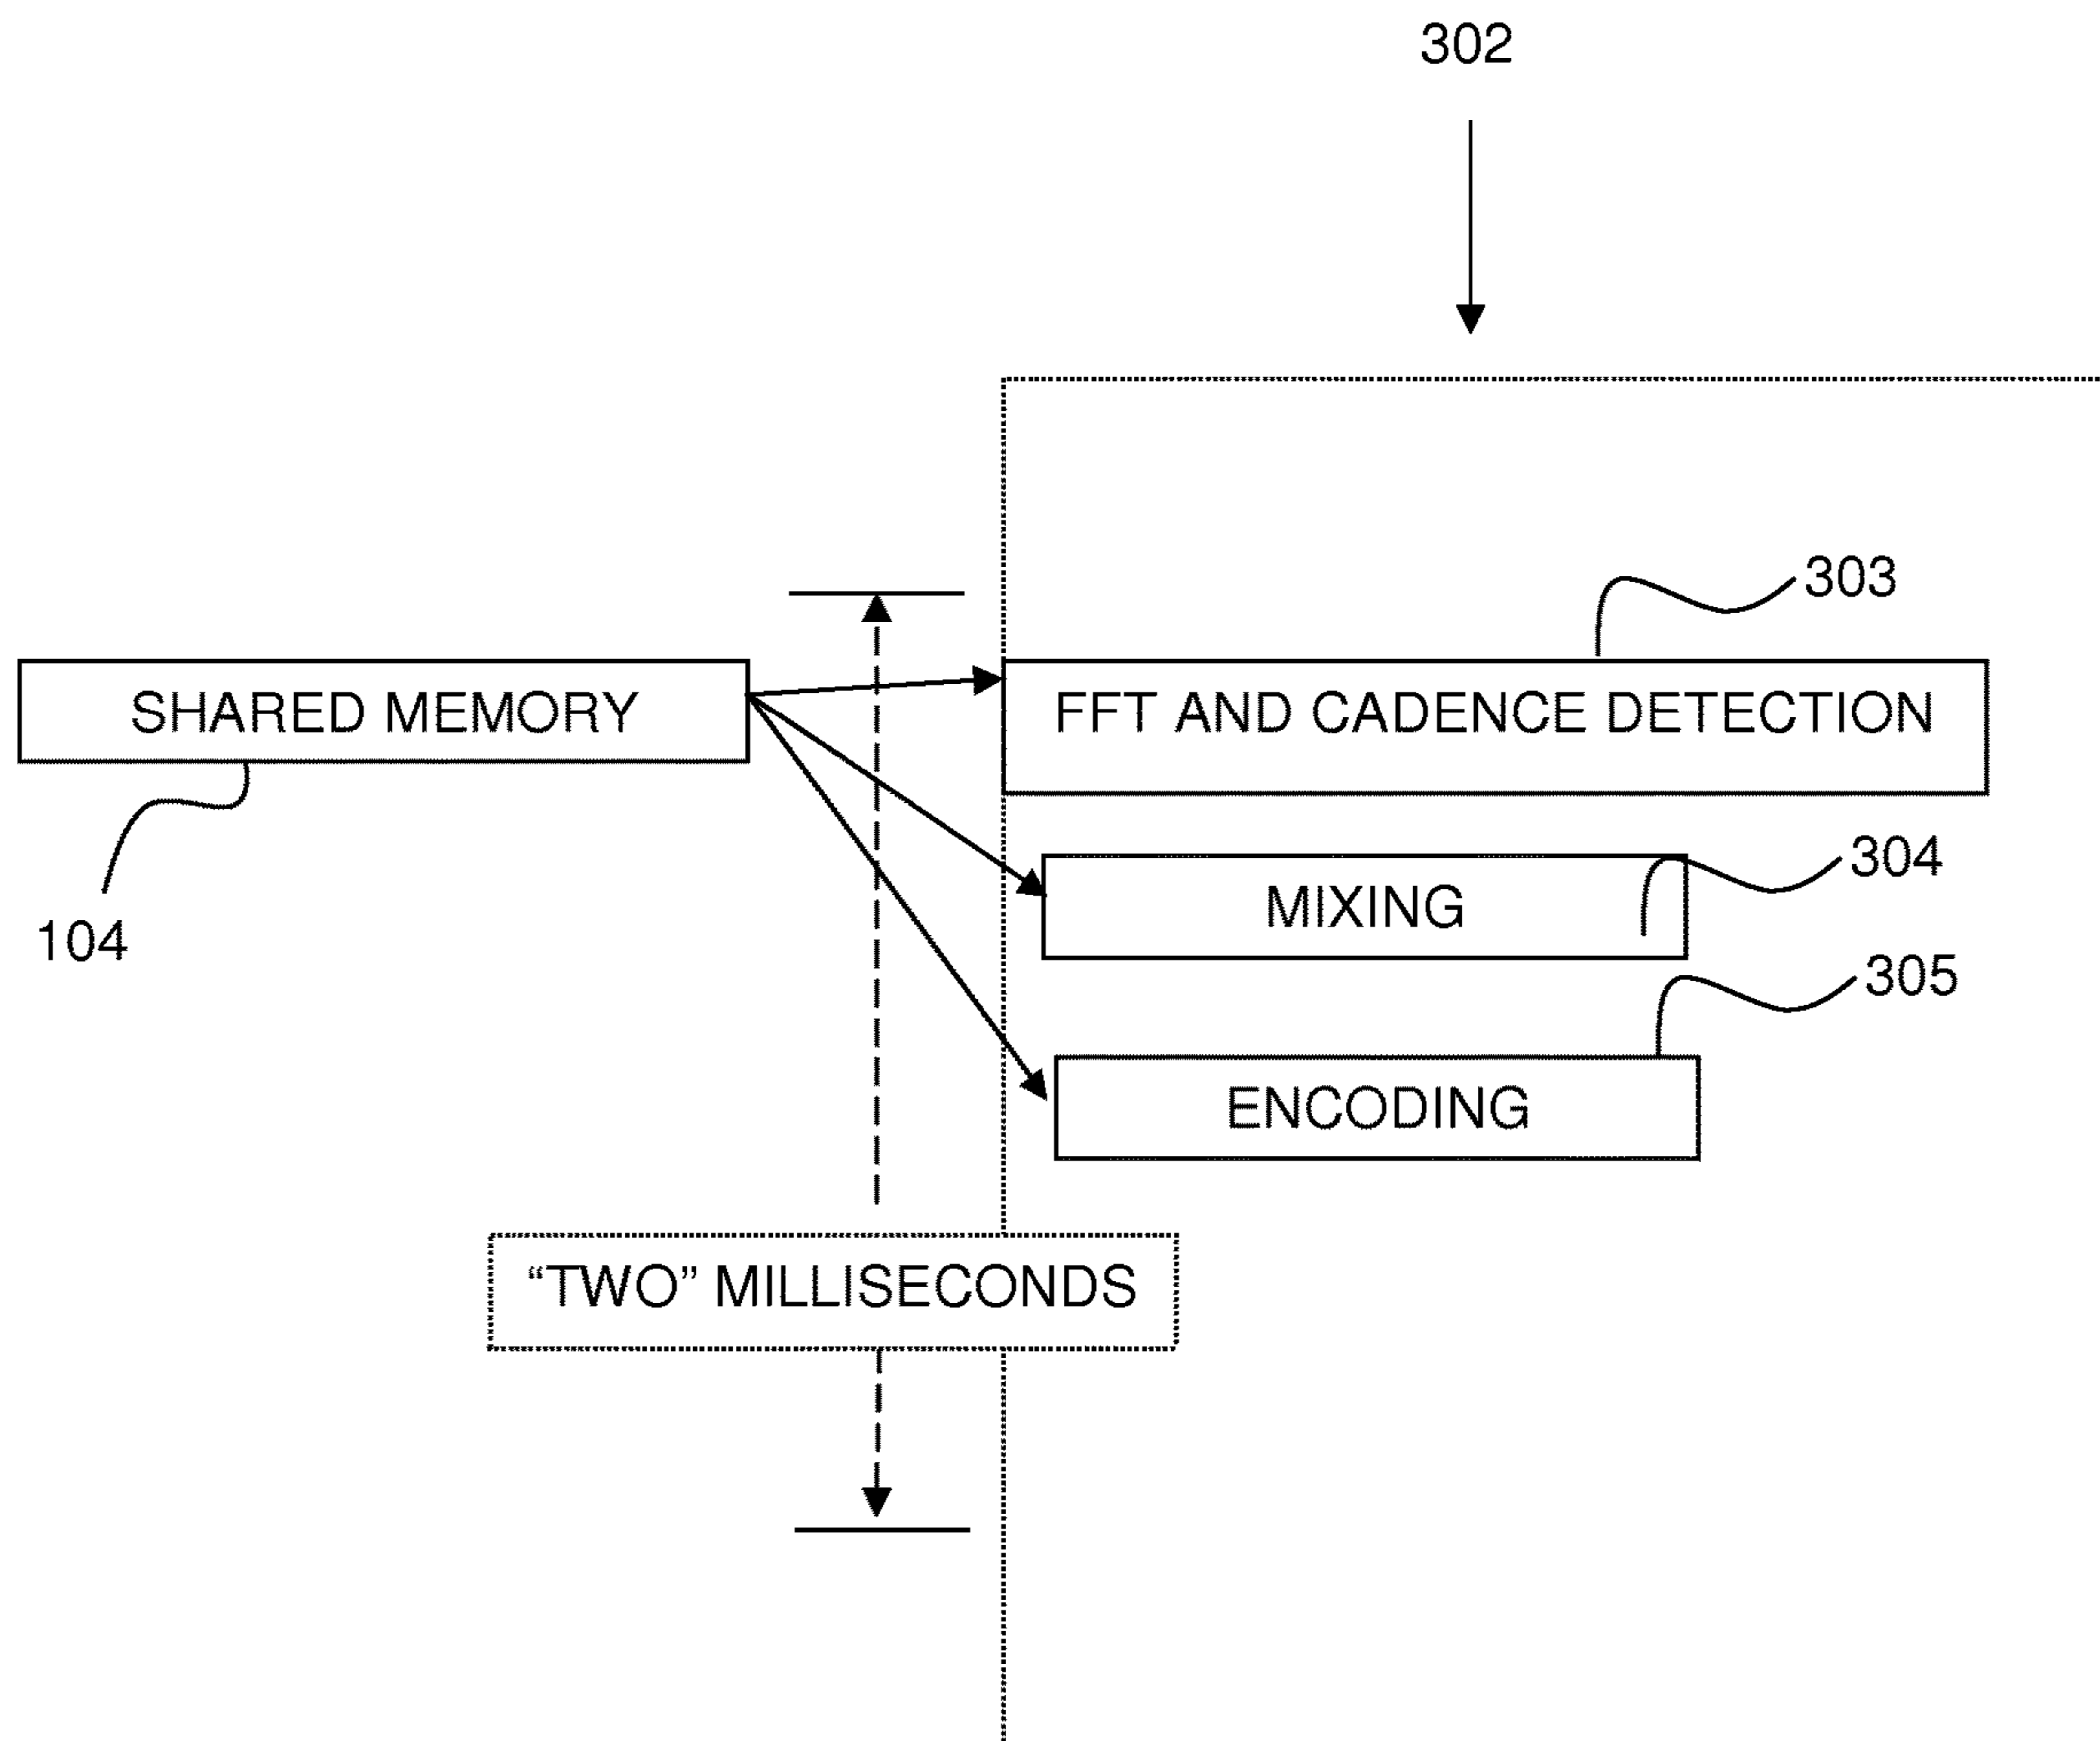 302
303
SHARED MEMORY
FFT AND CADENCE DETECTION
304
MIXING
104
305
ENCODING
“TWO” MILLISECONDS